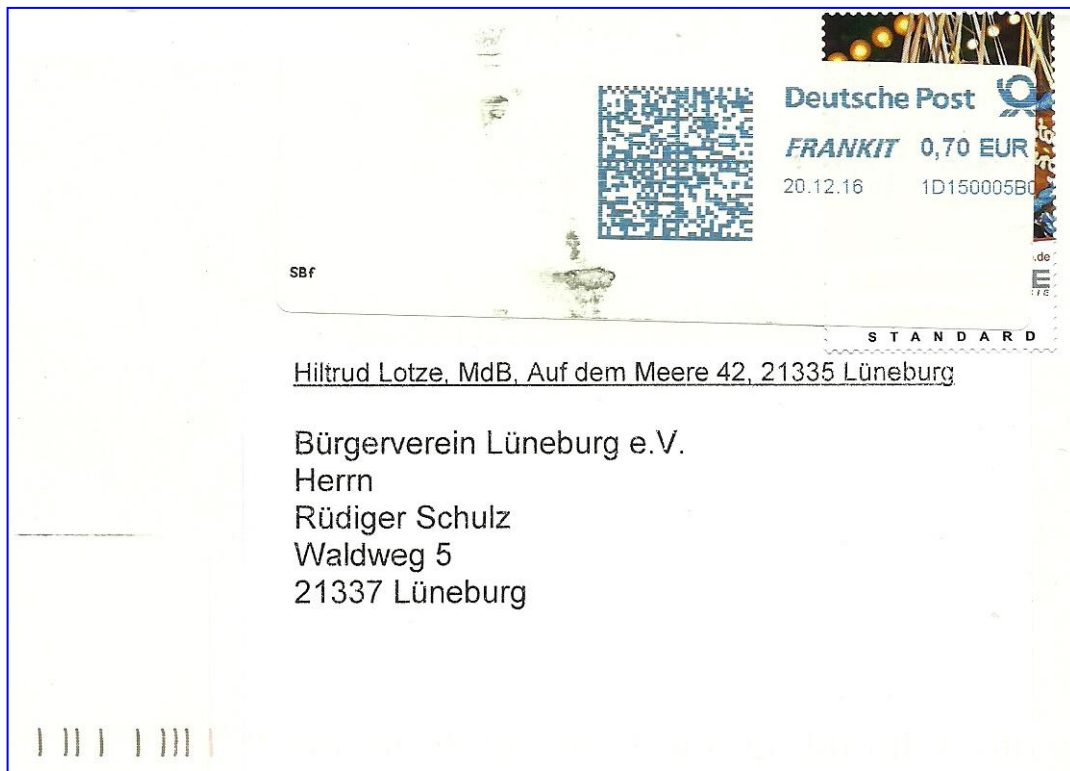 Deutsche Post
FRANKIT 0,70 EUR
20.12.16 1D150005B0
SBf
.de
E
STANDARD
Hiltrud Lotze, MdB, Auf dem Meere 42, 21335 Lüneburg
Bürgerverein Lüneburg e.V.
Herrn
Rüdiger Schulz
Waldweg 5
21337 Lüneburg